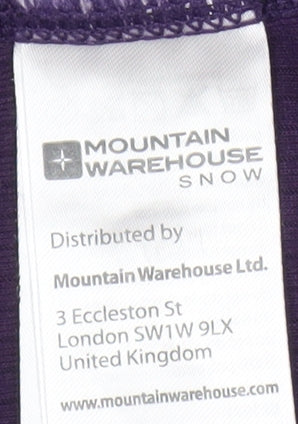 MOUNTAIN
WAREHOUSE
SNOW
Distributed by
Mountain Warehouse Ltd.
3 Eccleston St
London SW1W 9LX
United Kingdom
www.mountainwarehouse.com